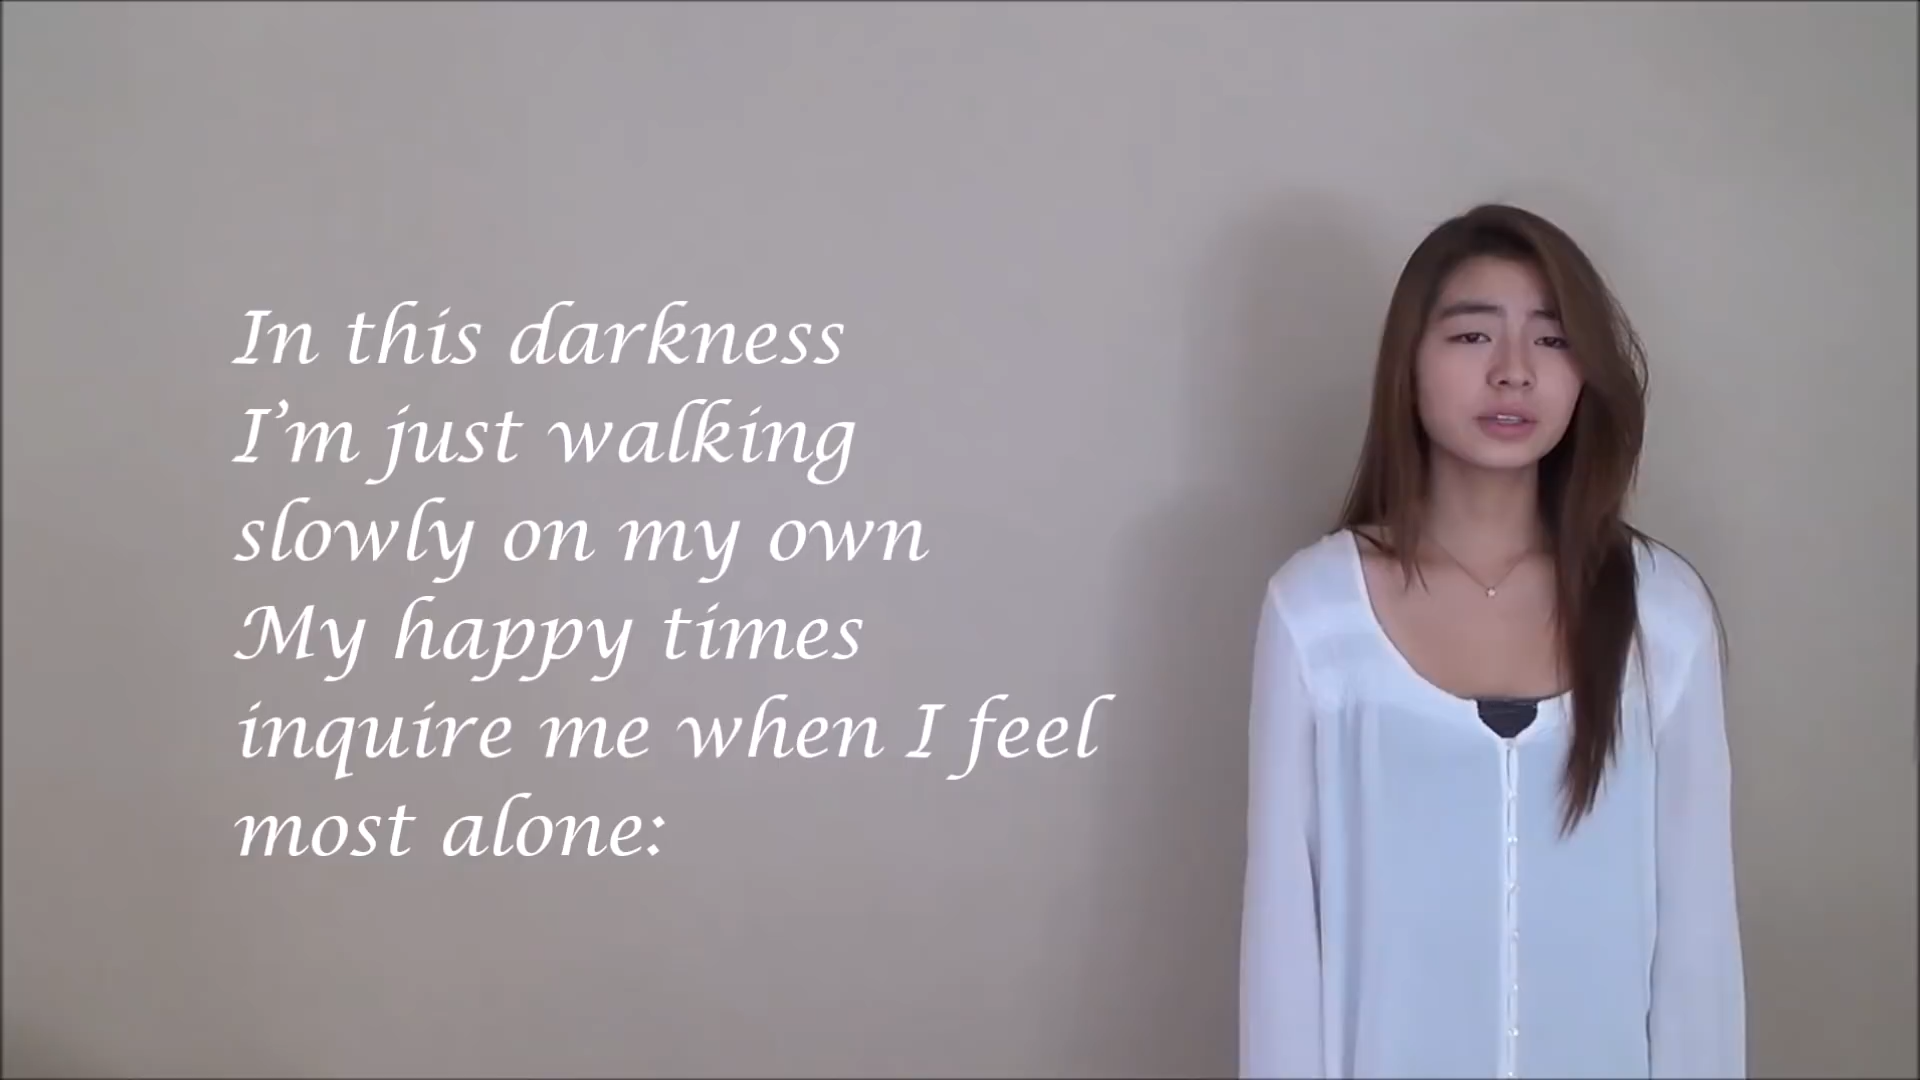 In this darkness
I’m just walking
slowly on my own
My happy times
inquire me when I feel
most alone: